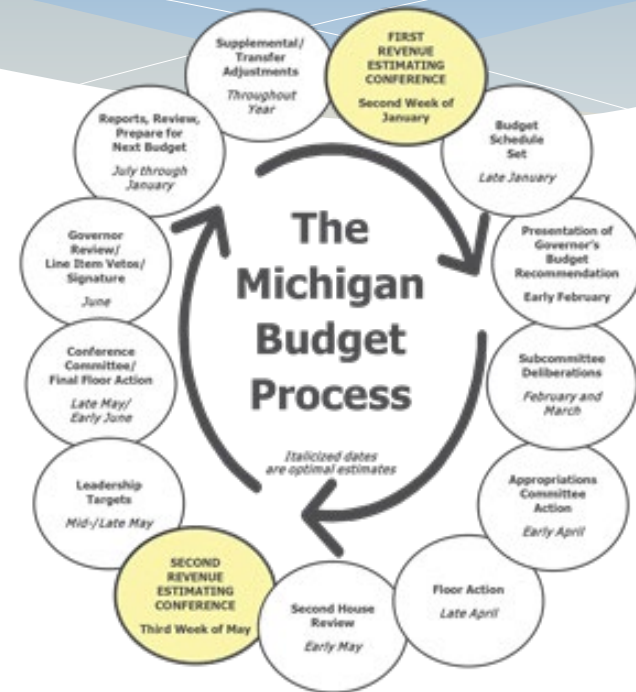 The
Michigan
Budget
Process
Italicized dates
are optimal estimates
FIRST
REVENUE
ESTIMATING
CONFERENCE
Second Week of
January
Budget
Schedule
Set
Late January
Presentation of
Governor's
Budget
Recommendation
Early February
Subcommittee
Deliberations
February and
March
Appropriations
Committee
Action
Early April
Floor Action
Late April
Second House
Review
Early May
SECOND
REVENUE
ESTIMATING
CONFERENCE
Third Week of May
Leadership
Targets
Mid-/Late May
Conference
Committee/
Final Floor Action
Late May/
Early June
Governor
Review/
Line Item Vetos/
Signature
June
Reports, Review,
Prepare for
Next Budget
July through
January
Supplemental/
Transfer
Adjustments
Throughout
Year